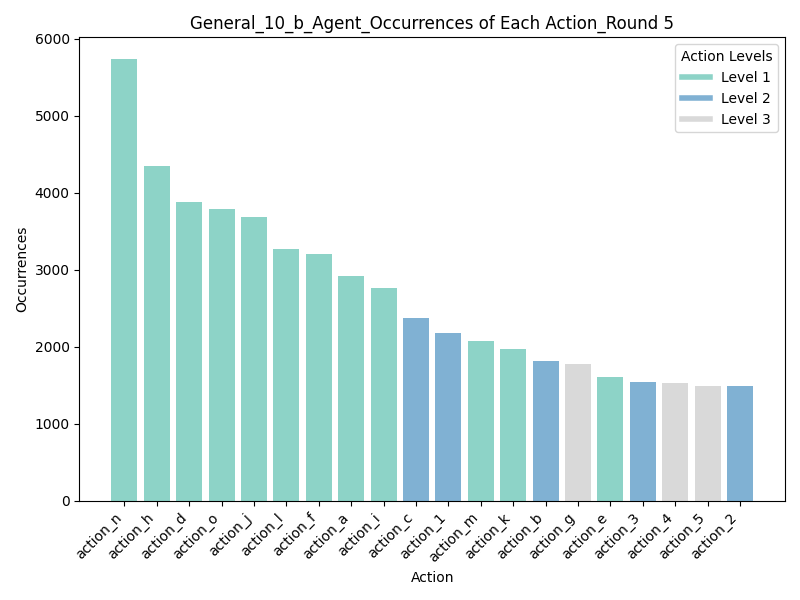 General_10_b_Agent_Occurrences of Each Action_Round 5
Action Levels
Level 1
Level 2
Level 3
Occurrences
6000
5000
4000
3000
2000
1000
0
action_n
action_h
action_d
action_o
action_j
action_l
action_f
action_a
action_i
action_c
action_1
action_m
action_k
action_b
action_g
action_e
action_3
action_4
action_5
action_2
Action